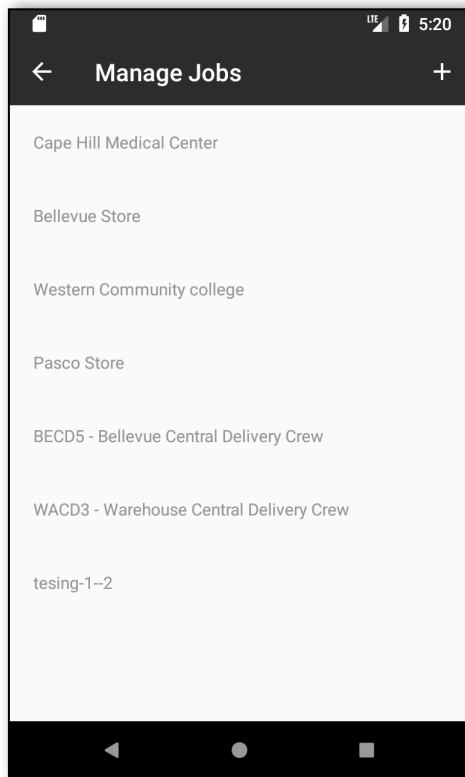 LTE 5:20
Manage Jobs
Cape Hill Medical Center
Bellevue Store
Western Community college
Pasco Store
BECD5 - Bellevue Central Delivery Crew
WACD3 - Warehouse Central Delivery Crew
tesing-1--2